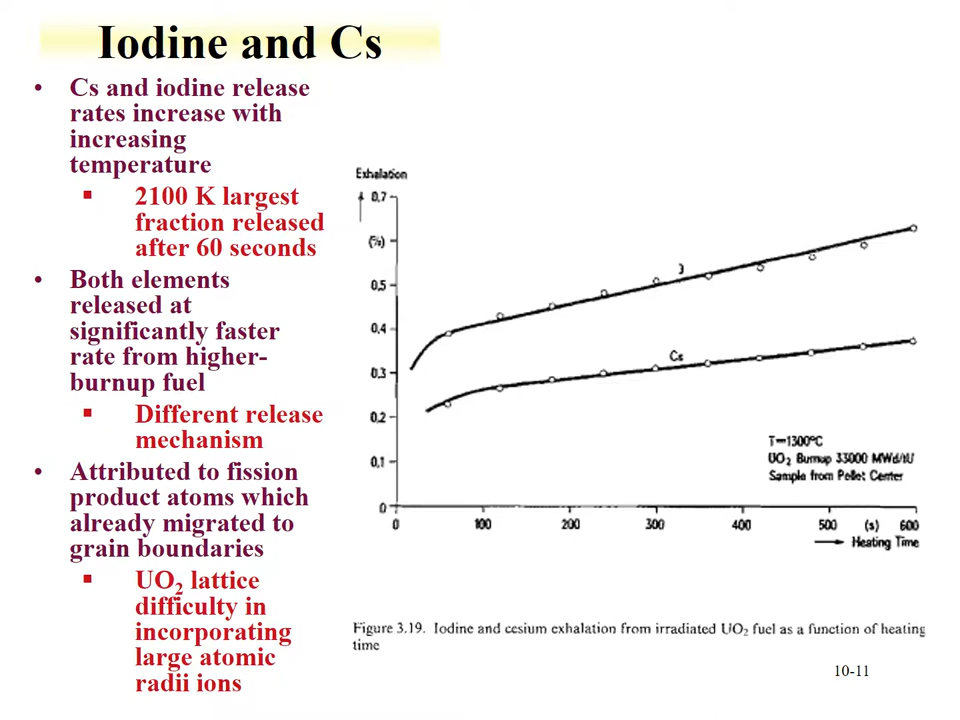 Iodine and Cs
• Cs and iodine release
rates increase with
increasing
temperature
▪ 2100 K largest
fraction released
after 60 seconds
• Both elements
released at
significantly faster
rate from higher-
burnup fuel
▪ Different release
mechanism
• Attributed to fission
product atoms which
already migrated to
grain boundaries
▪ UO₂ lattice
difficulty in
incorporating
large atomic
radii ions
Exhalation
0,7
(%)
0,5
0,4
0,3
0,2
0,1
0
J
Cs
T=1300°C
UO₂ Burnup 33000 MWd/tU
Sample from Pellet Center
0 100 200 300 400 500 (s) 600
Heating Time
Figure 3.19. Iodine and cesium exhalation from irradiated UO₂ fuel as a function of heating
time
10-11